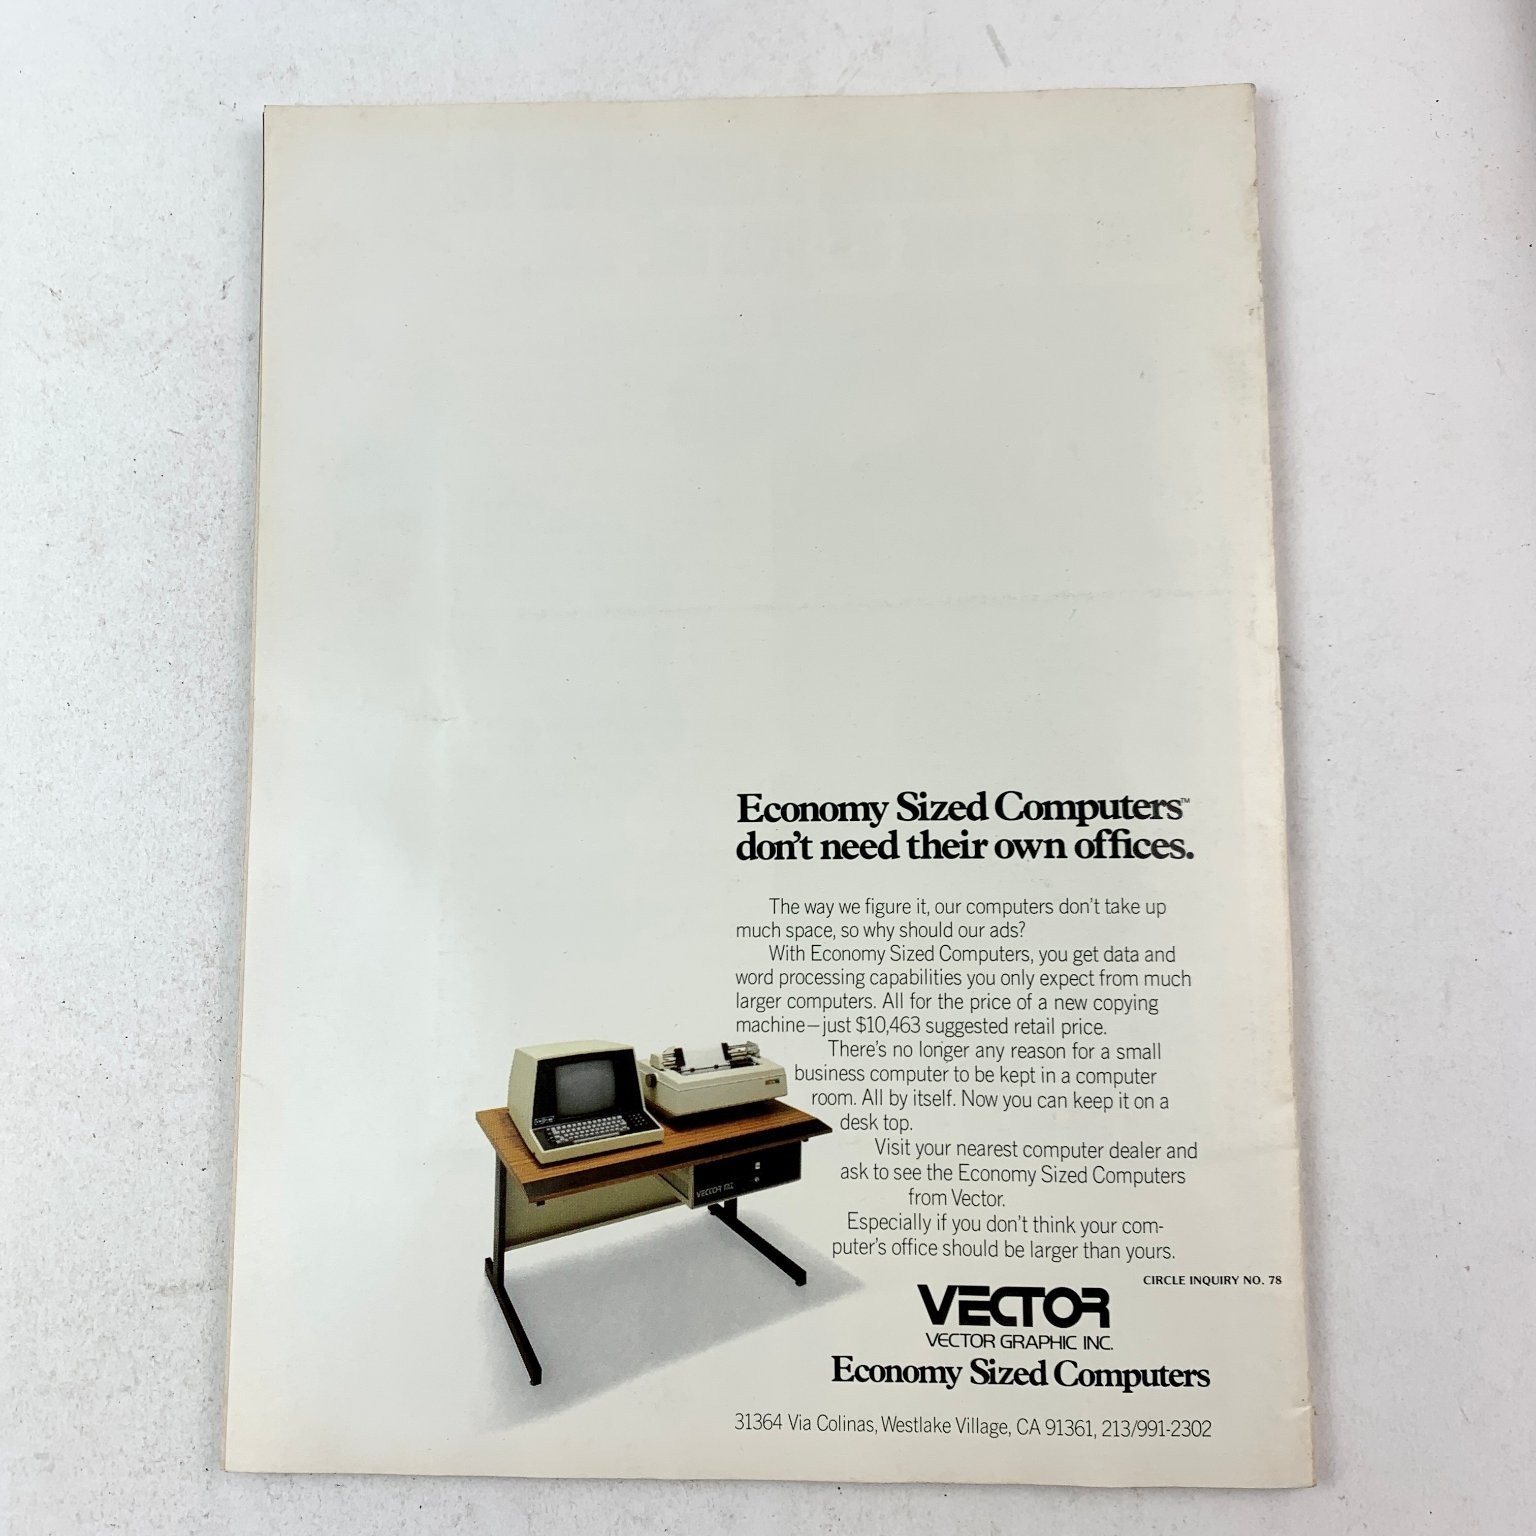 Economy Sized Computers™
don't need their own offices.
The way we figure it, our computers don't take up
much space, so why should our ads?
With Economy Sized Computers, you get data and
word processing capabilities you only expect from much
larger computers. All for the price of a new copying
machine—just $10,463 suggested retail price.
There's no longer any reason for a small
business computer to be kept in a computer
room. All by itself. Now you can keep it on a
desk top.
Visit your nearest computer dealer and
ask to see the Economy Sized Computers
from Vector.
Especially if you don't think your com-
puter's office should be larger than yours.
VECTOR MZ
CIRCLE INQUIRY NO. 78
VECTOR
VECTOR GRAPHIC INC.
Economy Sized Computers
31364 Via Colinas, Westlake Village, CA 91361, 213/991-2302